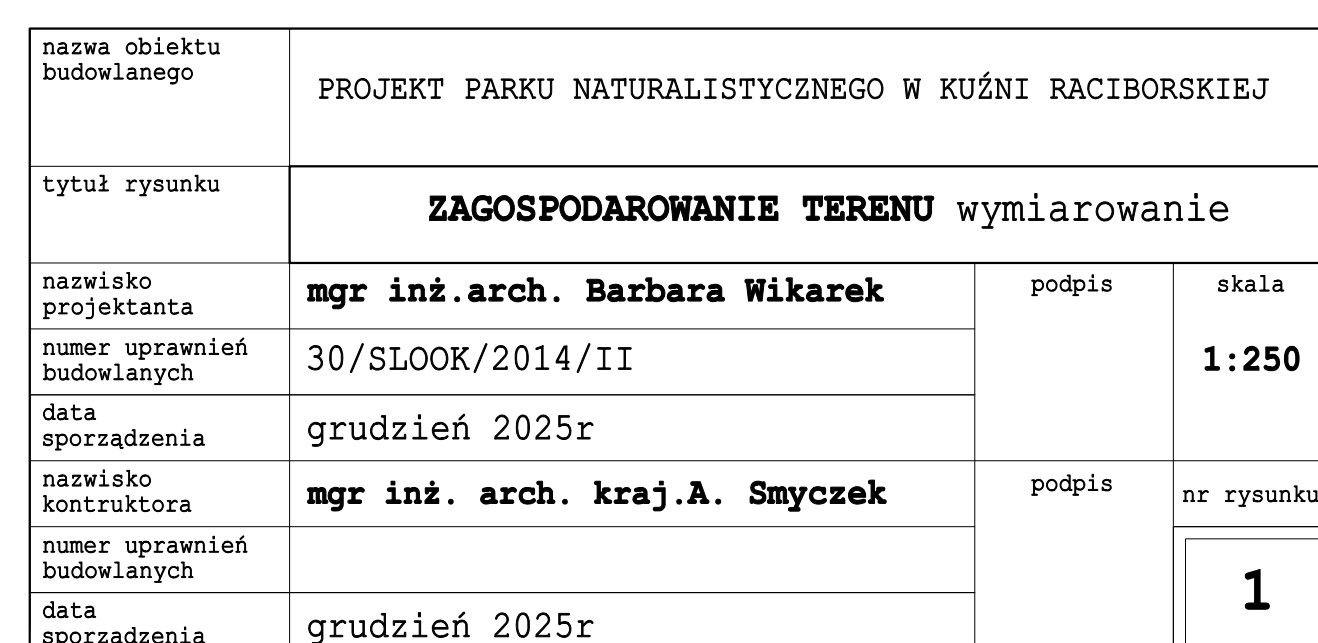 nazwa obiektu
budowlanego
PROJEKT PARKU NATURALISTYCZNEGO W KUŹNI RACIBORSKIEJ
tytuł rysunku
ZAGOSPODAROWANIE TERENU wymiarowanie
nazwisko
projektanta
mgr inż.arch. Barbara Wikarek
podpis
skala
numer uprawnień
budowlanych
30/SLOOK/2014/II
1:250
data
sporządzenia
grudzień 2025r
nazwisko
kontruktora
mgr inż. arch. kraj.A. Smyczek
podpis
nr rysunku
numer uprawnień
budowlanych
1
data
sporządzenia
grudzień 2025r